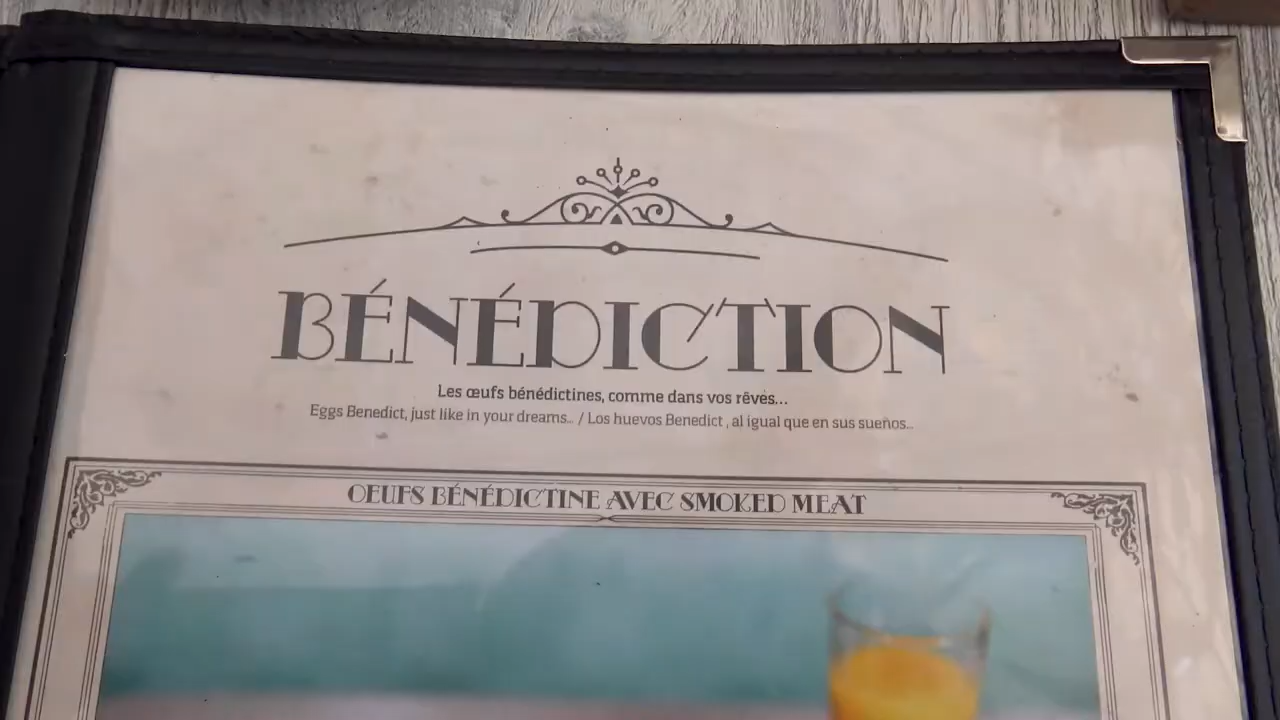 BÉNÉDICTION
Les œufs bénédictines, comme dans vos rêves...
Eggs Benedict, just like in your dreams... / Los huevos Benedict , al igual que en sus sueños...
OEUFS BÉNÉDICTINE AVEC SMOKED MEAT